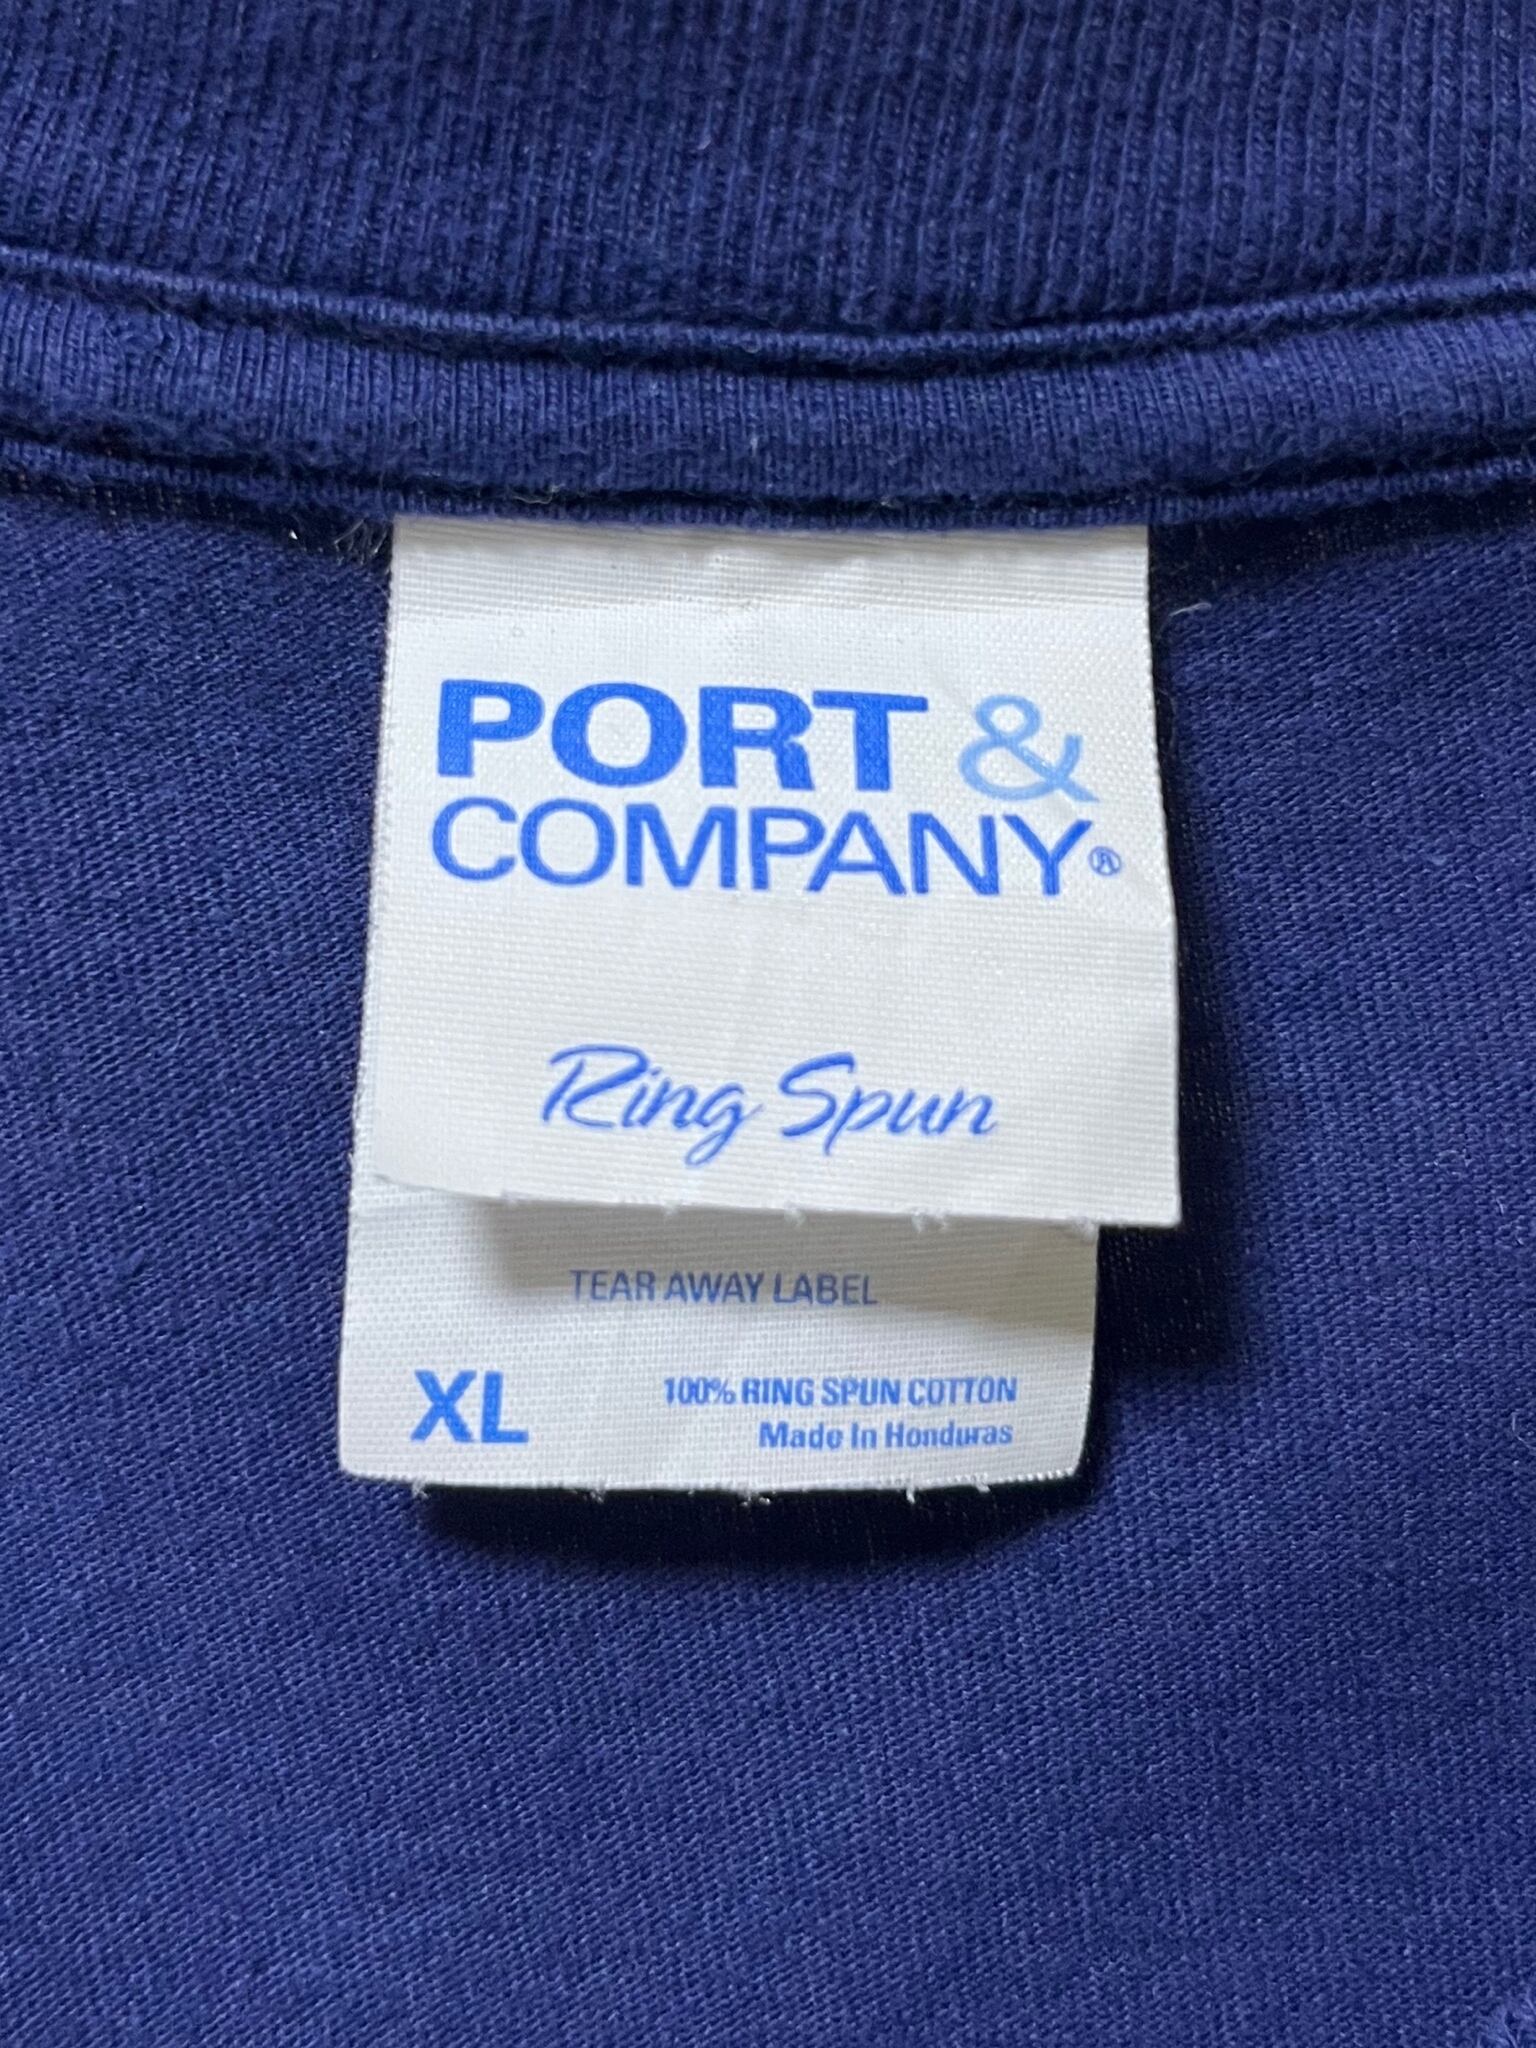 PORT &
COMPANY®
Ring Spun
TEAR AWAY LABEL
XL
100% RING SPUN COTTON
Made In Honduras